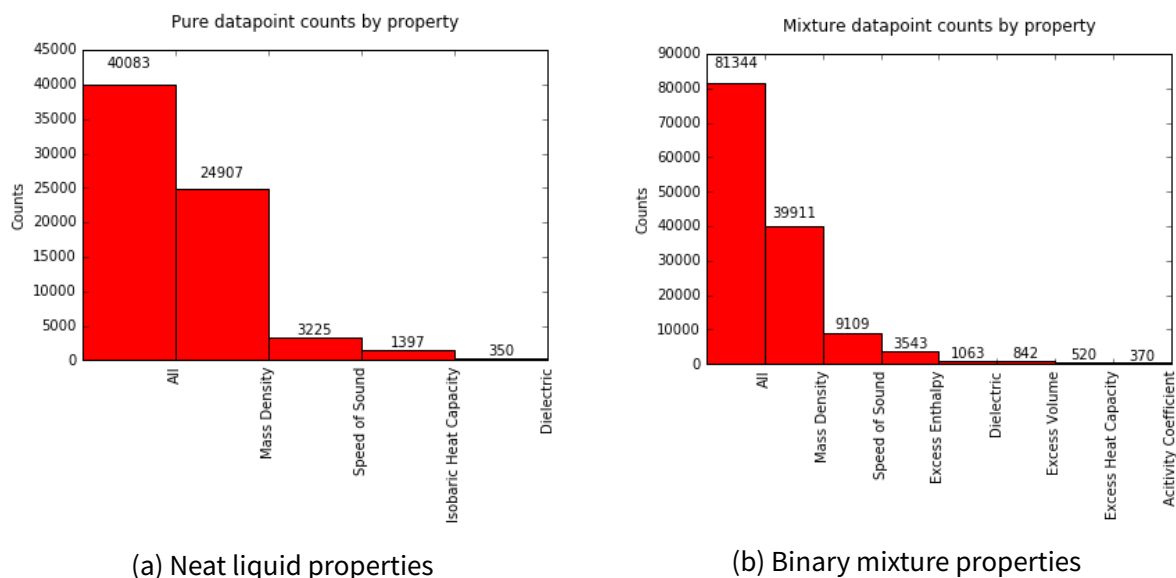 Pure datapoint counts by property
45000
40000
35000
30000
25000
20000
15000
10000
5000
0
Counts
40083
24907
3225
1397
350
All
Mass Density
Speed of Sound
Isobaric Heat Capacity
Dielectric
(a) Neat liquid properties
Mixture datapoint counts by property
90000
80000
70000
60000
50000
40000
30000
20000
10000
0
Counts
81344
39911
9109
3543
1063
842
520
370
All
Mass Density
Speed of Sound
Excess Enthalpy
Dielectric
Excess Volume
Excess Heat Capacity
Acitivity Coefficient
(b) Binary mixture properties